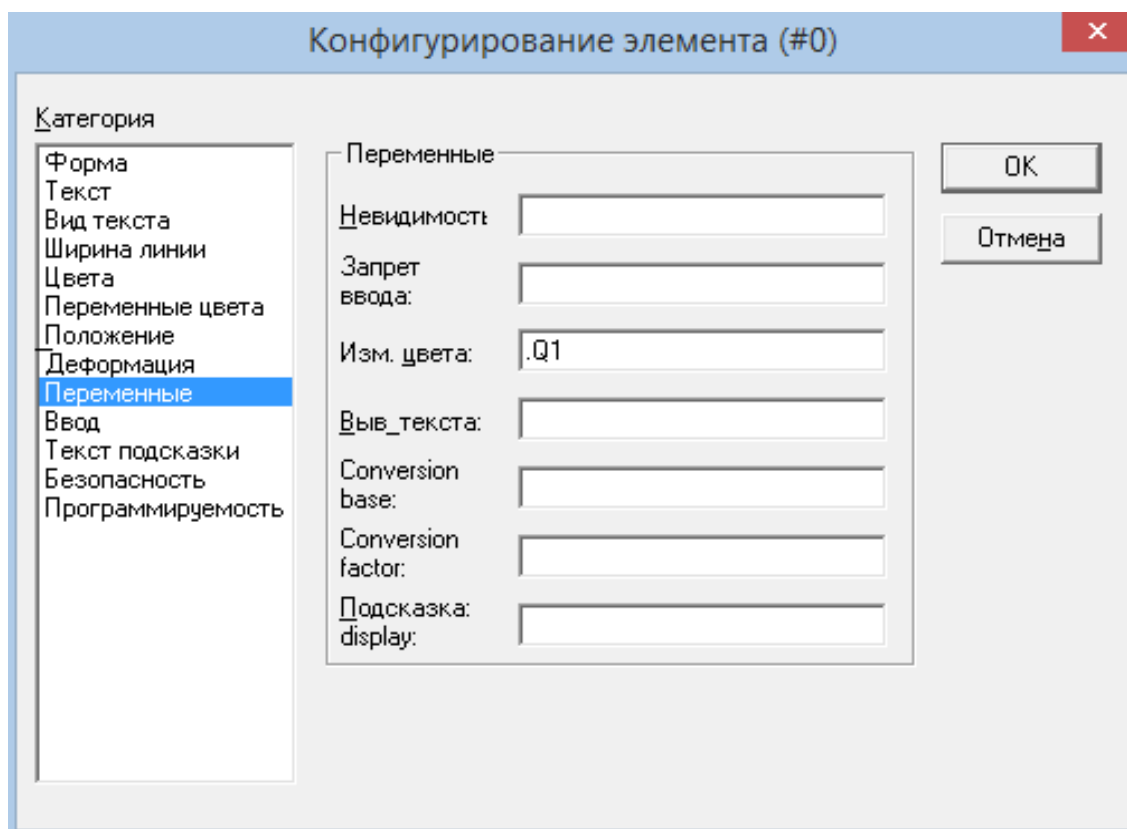 Конфигурирование элемента (#0)
Категория
Форма
Текст
Вид текста
Ширина линии
Цвета
Переменные цвета
Положение
Деформация
Переменные
Ввод
Текст подсказки
Безопасность
Программируемость
Переменные
Невидимость
Запрет
ввода:
Изм. цвета:
.Q1
Выв_текста:
Conversion
base:
Conversion
factor:
Подсказка:
display:
OK
Отмена